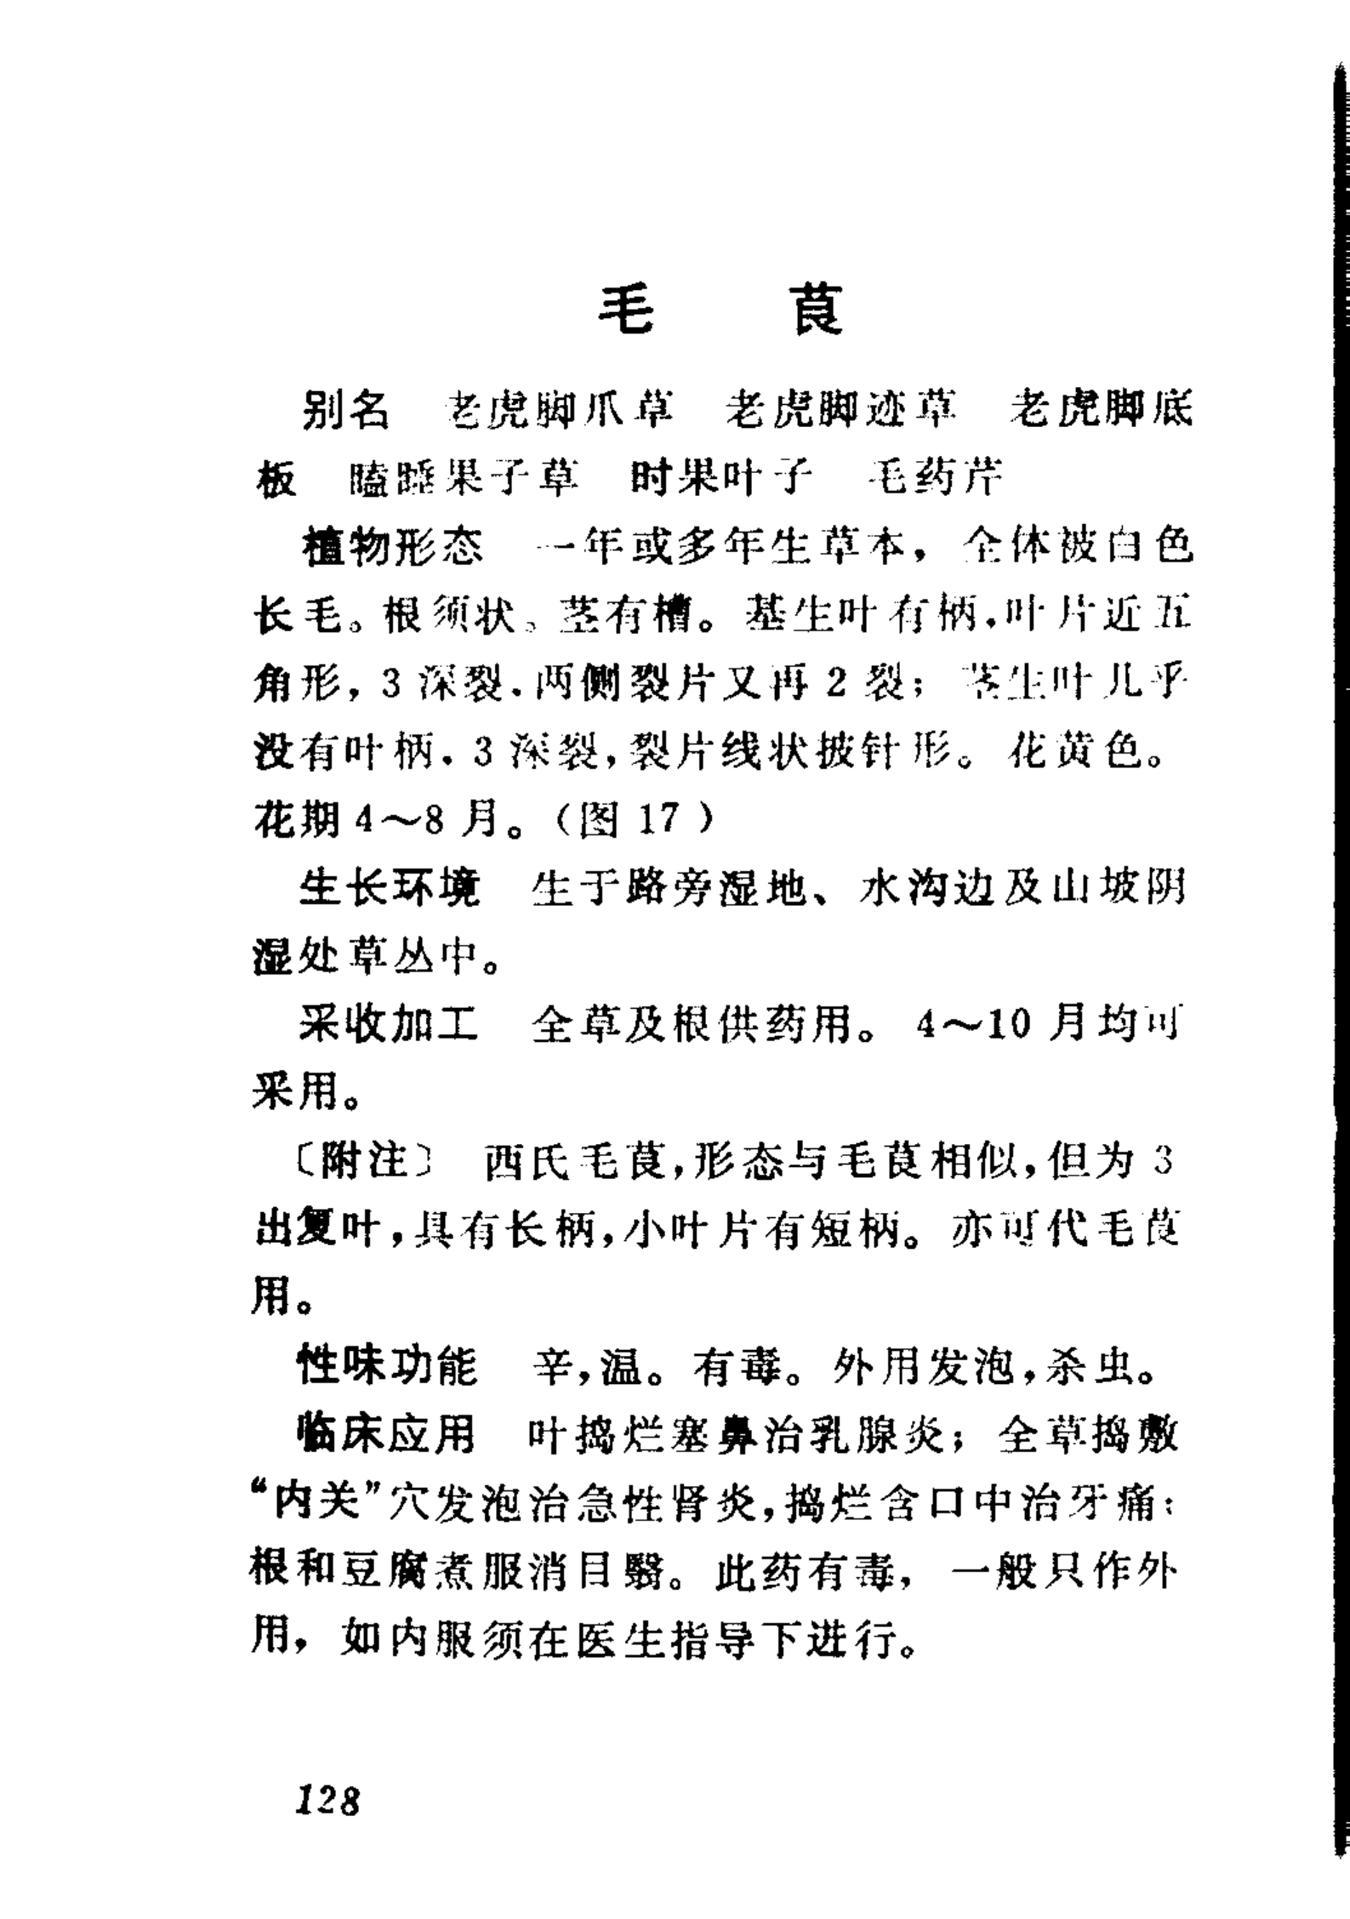 毛　茛
别名　老虎脚爪草　老虎脚迹草　老虎脚底
板　瞌睡果子草　时果叶子　毛药芹
植物形态　一年或多年生草本，全体被白色
长毛。根须状。茎有槽。基生叶有柄，叶片近五
角形，3深裂，两侧裂片又再2裂；茎生叶几乎
没有叶柄，3深裂，裂片线状披针形。花黄色。
花期4～8月。（图17）
生长环境　生于路旁湿地、水沟边及山坡阴
湿处草丛中。
采收加工　全草及根供药用。4～10月均可
采用。
〔附注〕　西氏毛茛，形态与毛茛相似，但为3
出复叶，具有长柄，小叶片有短柄。亦可代毛茛
用。
性味功能　辛，温。有毒。外用发泡，杀虫。
临床应用　叶捣烂塞鼻治乳腺炎；全草捣敷
“内关”穴发泡治急性肾炎，捣烂含口中治牙痛；
根和豆腐煮服消目翳。此药有毒，一般只作外
用，如内服须在医生指导下进行。
128